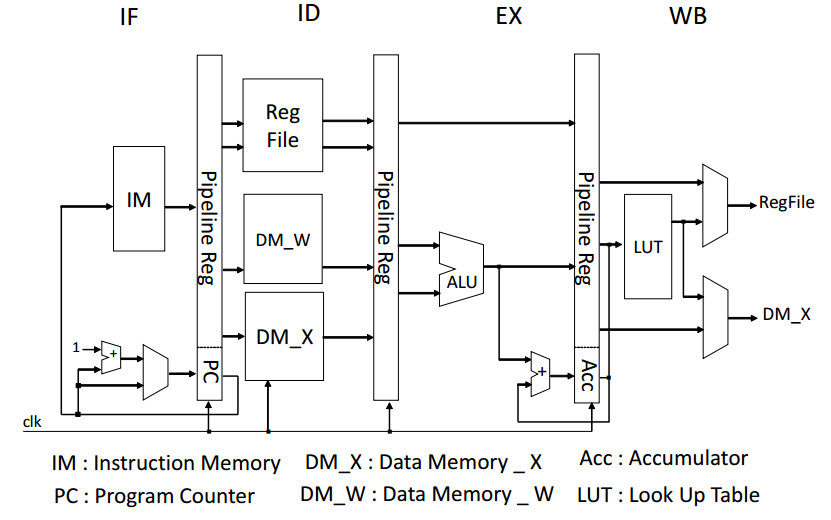 IF ID EX WB
Reg
File
IM
Pipeline Reg
Pipeline Reg
Pipeline Reg
DM_W
DM_X
ALU
LUT
RegFile
DM_X
1
+
PC
+
Acc
clk
IM : Instruction Memory
DM_X : Data Memory _ X
Acc : Accumulator
PC : Program Counter
DM_W : Data Memory _ W
LUT : Look Up Table